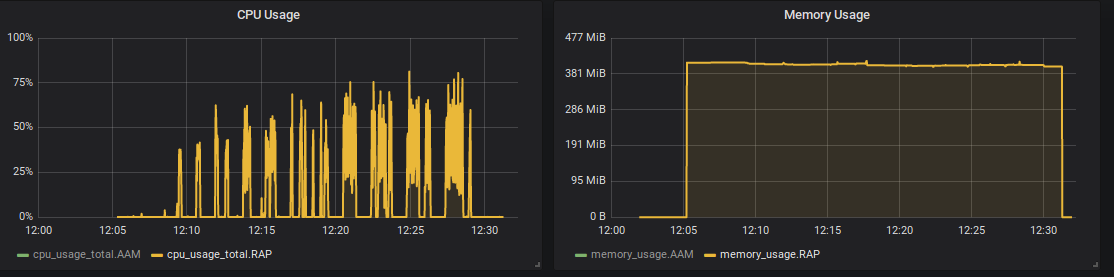 CPU Usage
100%
75%
50%
25%
0%
12:00 12:05 12:10 12:15 12:20 12:25 12:30
cpu_usage_total.AAM cpu_usage_total.RAP
Memory Usage
477 MiB
381 MiB
286 MiB
191 MiB
95 MiB
0 B
12:00 12:05 12:10 12:15 12:20 12:25 12:30
memory_usage.AAM memory_usage.RAP